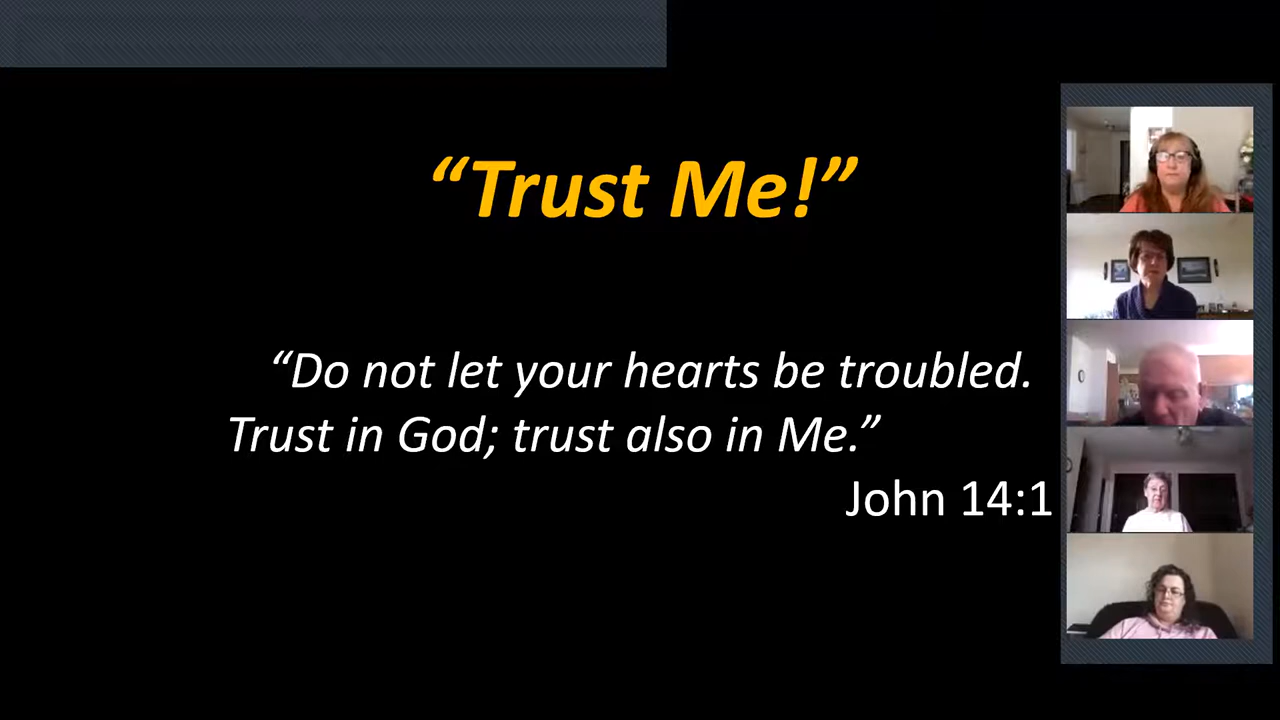 “Trust Me!”
“Do not let your hearts be troubled.
Trust in God; trust also in Me.”
John 14:1